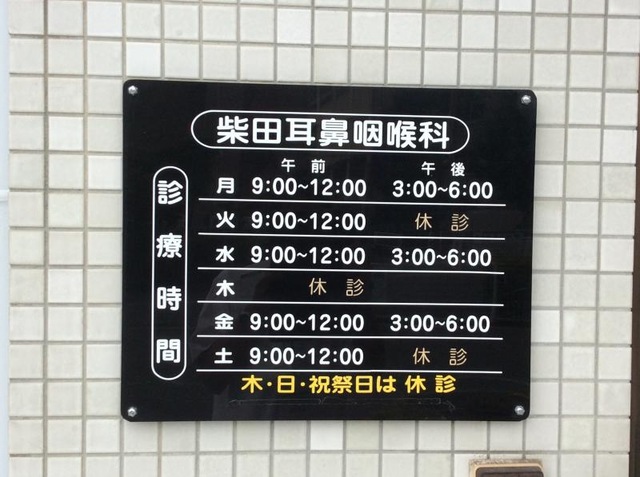 柴田耳鼻咽喉科
診療時間
午前 午後
月 9:00~12:00 3:00~6:00
火 9:00~12:00 休診
水 9:00~12:00 3:00~6:00
木 休診
金 9:00~12:00 3:00~6:00
土 9:00~12:00 休診
木・日・祝祭日は休診